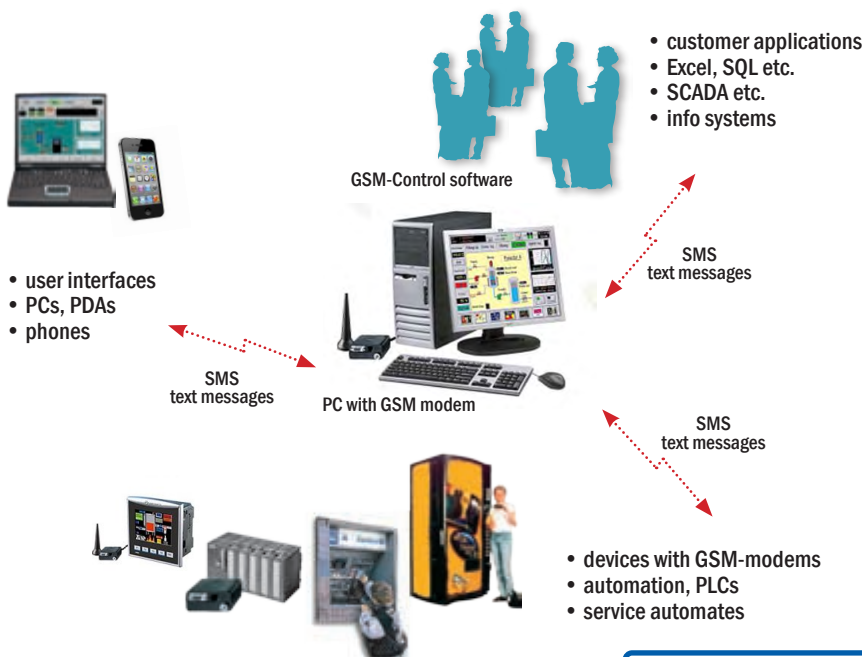 • customer applications
• Excel, SQL etc.
• SCADA etc.
• info systems
GSM-Control software
SMS
text messages
• user interfaces
• PCs, PDAs
• phones
SMS
text messages
PC with GSM modem
SMS
text messages
• devices with GSM-modems
• automation, PLCs
• service automates